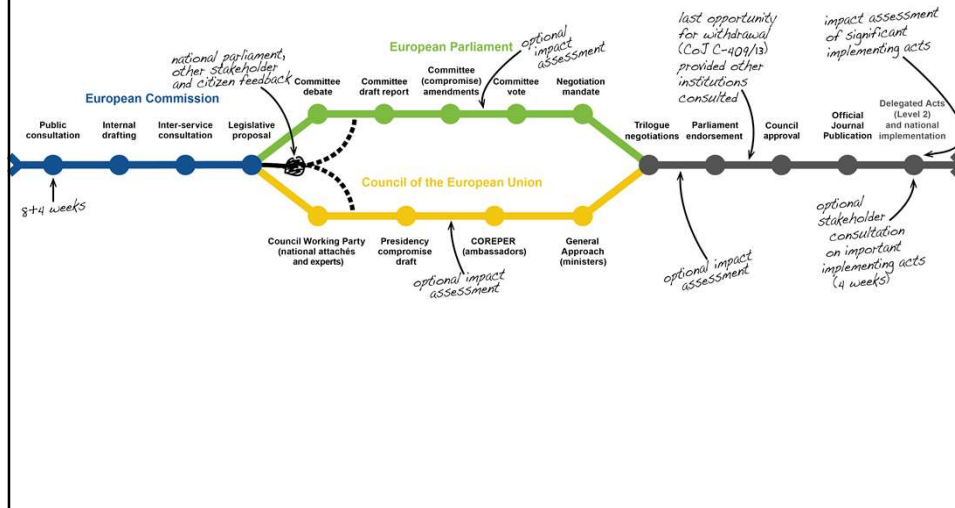 national parliament,
other stakeholder
and citizen feedback
European Parliament
optional
impact
assessment
last opportunity
for withdrawal
(CoJ C-409/13)
provided other
institutions
consulted
impact assessment
of significant
implementing acts
European Commission
Public
consultation
Internal
drafting
Inter-service
consultation
Legislative
proposal
Committee
debate
Committee
draft report
Committee
(compromise)
amendments
Committee
vote
Negotiation
mandate
Trilogue
negotiations
Parliament
endorsement
Council
approval
Official
Journal
Publication
Delegated Acts
(Level 2)
and national
implementation
8+4 weeks
Council of the European Union
Council Working Party
(national attachés
and experts)
Presidency
compromise
draft
COREPER
(ambassadors)
General
Approach
(ministers)
optional impact
assessment
optional impact
assessment
optional
stakeholder
consultation
on important
implementing acts
(4 weeks)